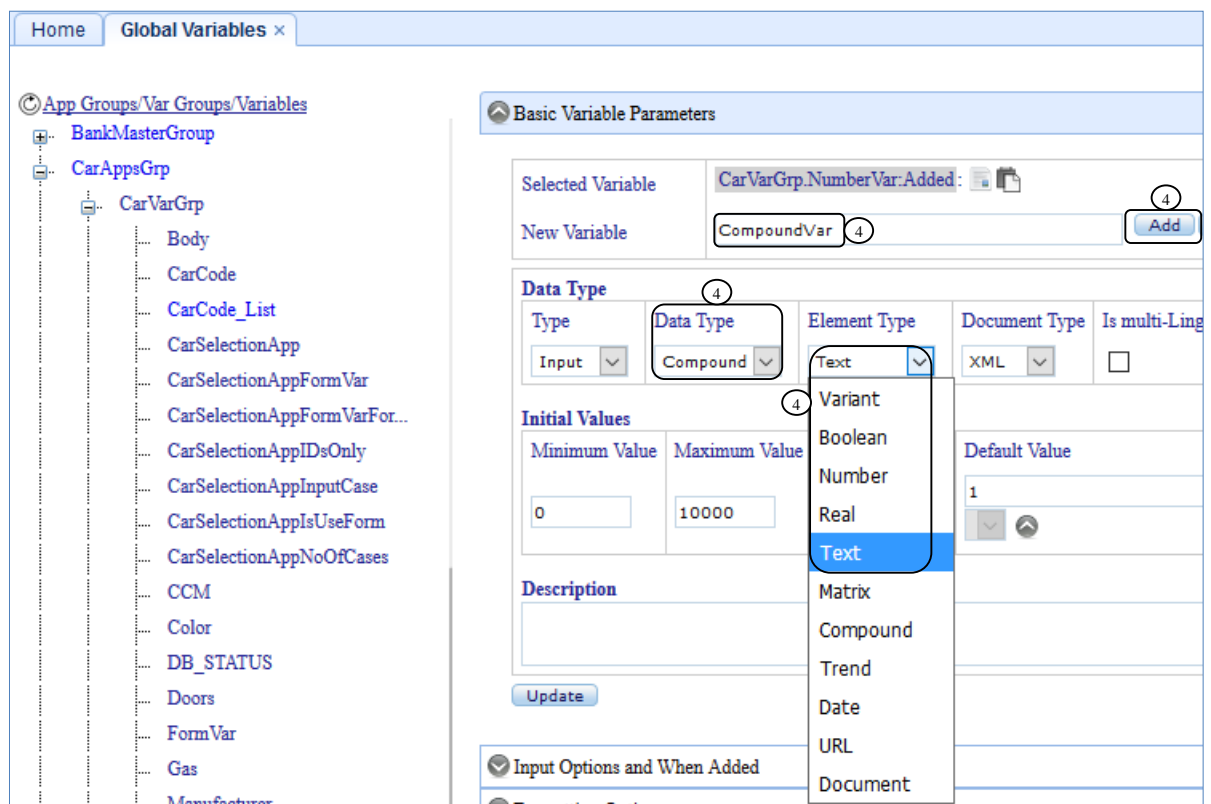 Home
Global Variables ×
App Groups/Var Groups/Variables
BankMasterGroup
CarAppsGrp
CarVarGrp
Body
CarCode
CarCode_List
CarSelectionApp
CarSelectionAppFormVar
CarSelectionAppFormVarFor...
CarSelectionAppIDsOnly
CarSelectionAppInputCase
CarSelectionAppIsUseForm
CarSelectionAppNoOfCases
CCM
Color
DB_STATUS
Doors
FormVar
Gas
Manufacturer
Basic Variable Parameters
Selected Variable
CarVarGrp.NumberVar:Added :
4
New Variable
CompoundVar
4
Add
Data Type
4
Type
Data Type
Element Type
Document Type
Is multi-Ling
Input
Compound
Text
XML
4
Variant
Boolean
Number
Real
Text
Matrix
Compound
Trend
Date
URL
Document
Initial Values
Minimum Value
Maximum Value
Default Value
0
10000
1
Description
Update
Input Options and When Added